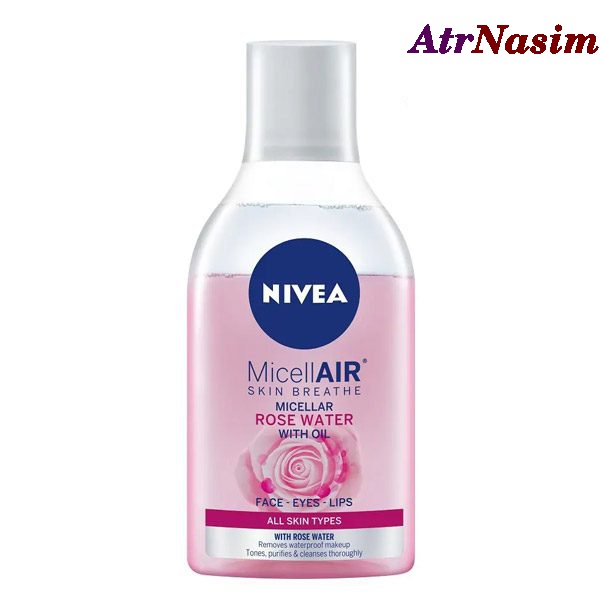 AtrNasim
NIVEA
MicellAIR®
SKIN BREATHE
MICELLAR
ROSE WATER
WITH OIL
FACE - EYES - LIPS
ALL SKIN TYPES
WITH ROSE WATER
Removes waterproof makeup
Tones, purifies & cleanses thoroughly